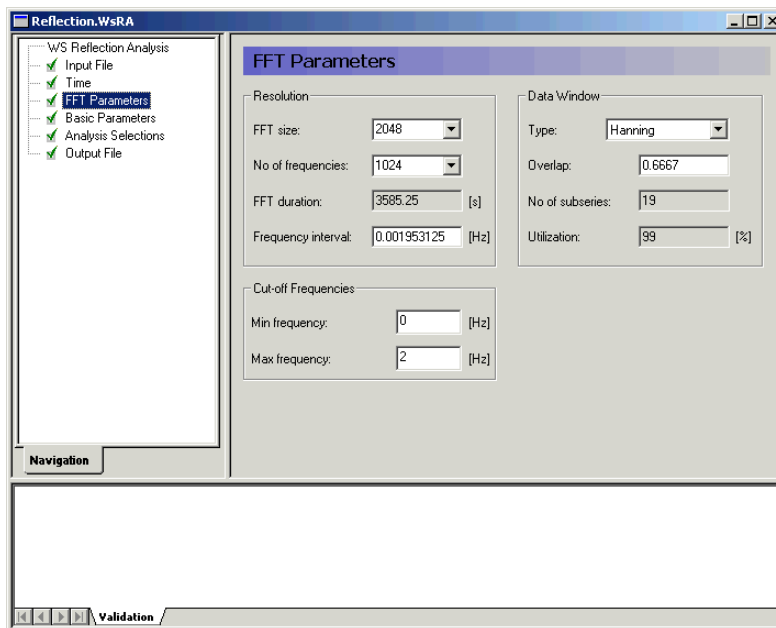 Reflection.WsRA
WS Reflection Analysis
Input File
Time
FFT Parameters
Basic Parameters
Analysis Selections
Output File
Navigation
FFT Parameters
Resolution
FFT size: 2048
No of frequencies: 1024
FFT duration: 3585.25 [s]
Frequency interval: 0.001953125 [Hz]
Data Window
Type: Hanning
Overlap: 0.6667
No of subseries: 19
Utilization: 99 [%]
Cut-off Frequencies
Min frequency: 0 [Hz]
Max frequency: 2 [Hz]
Validation